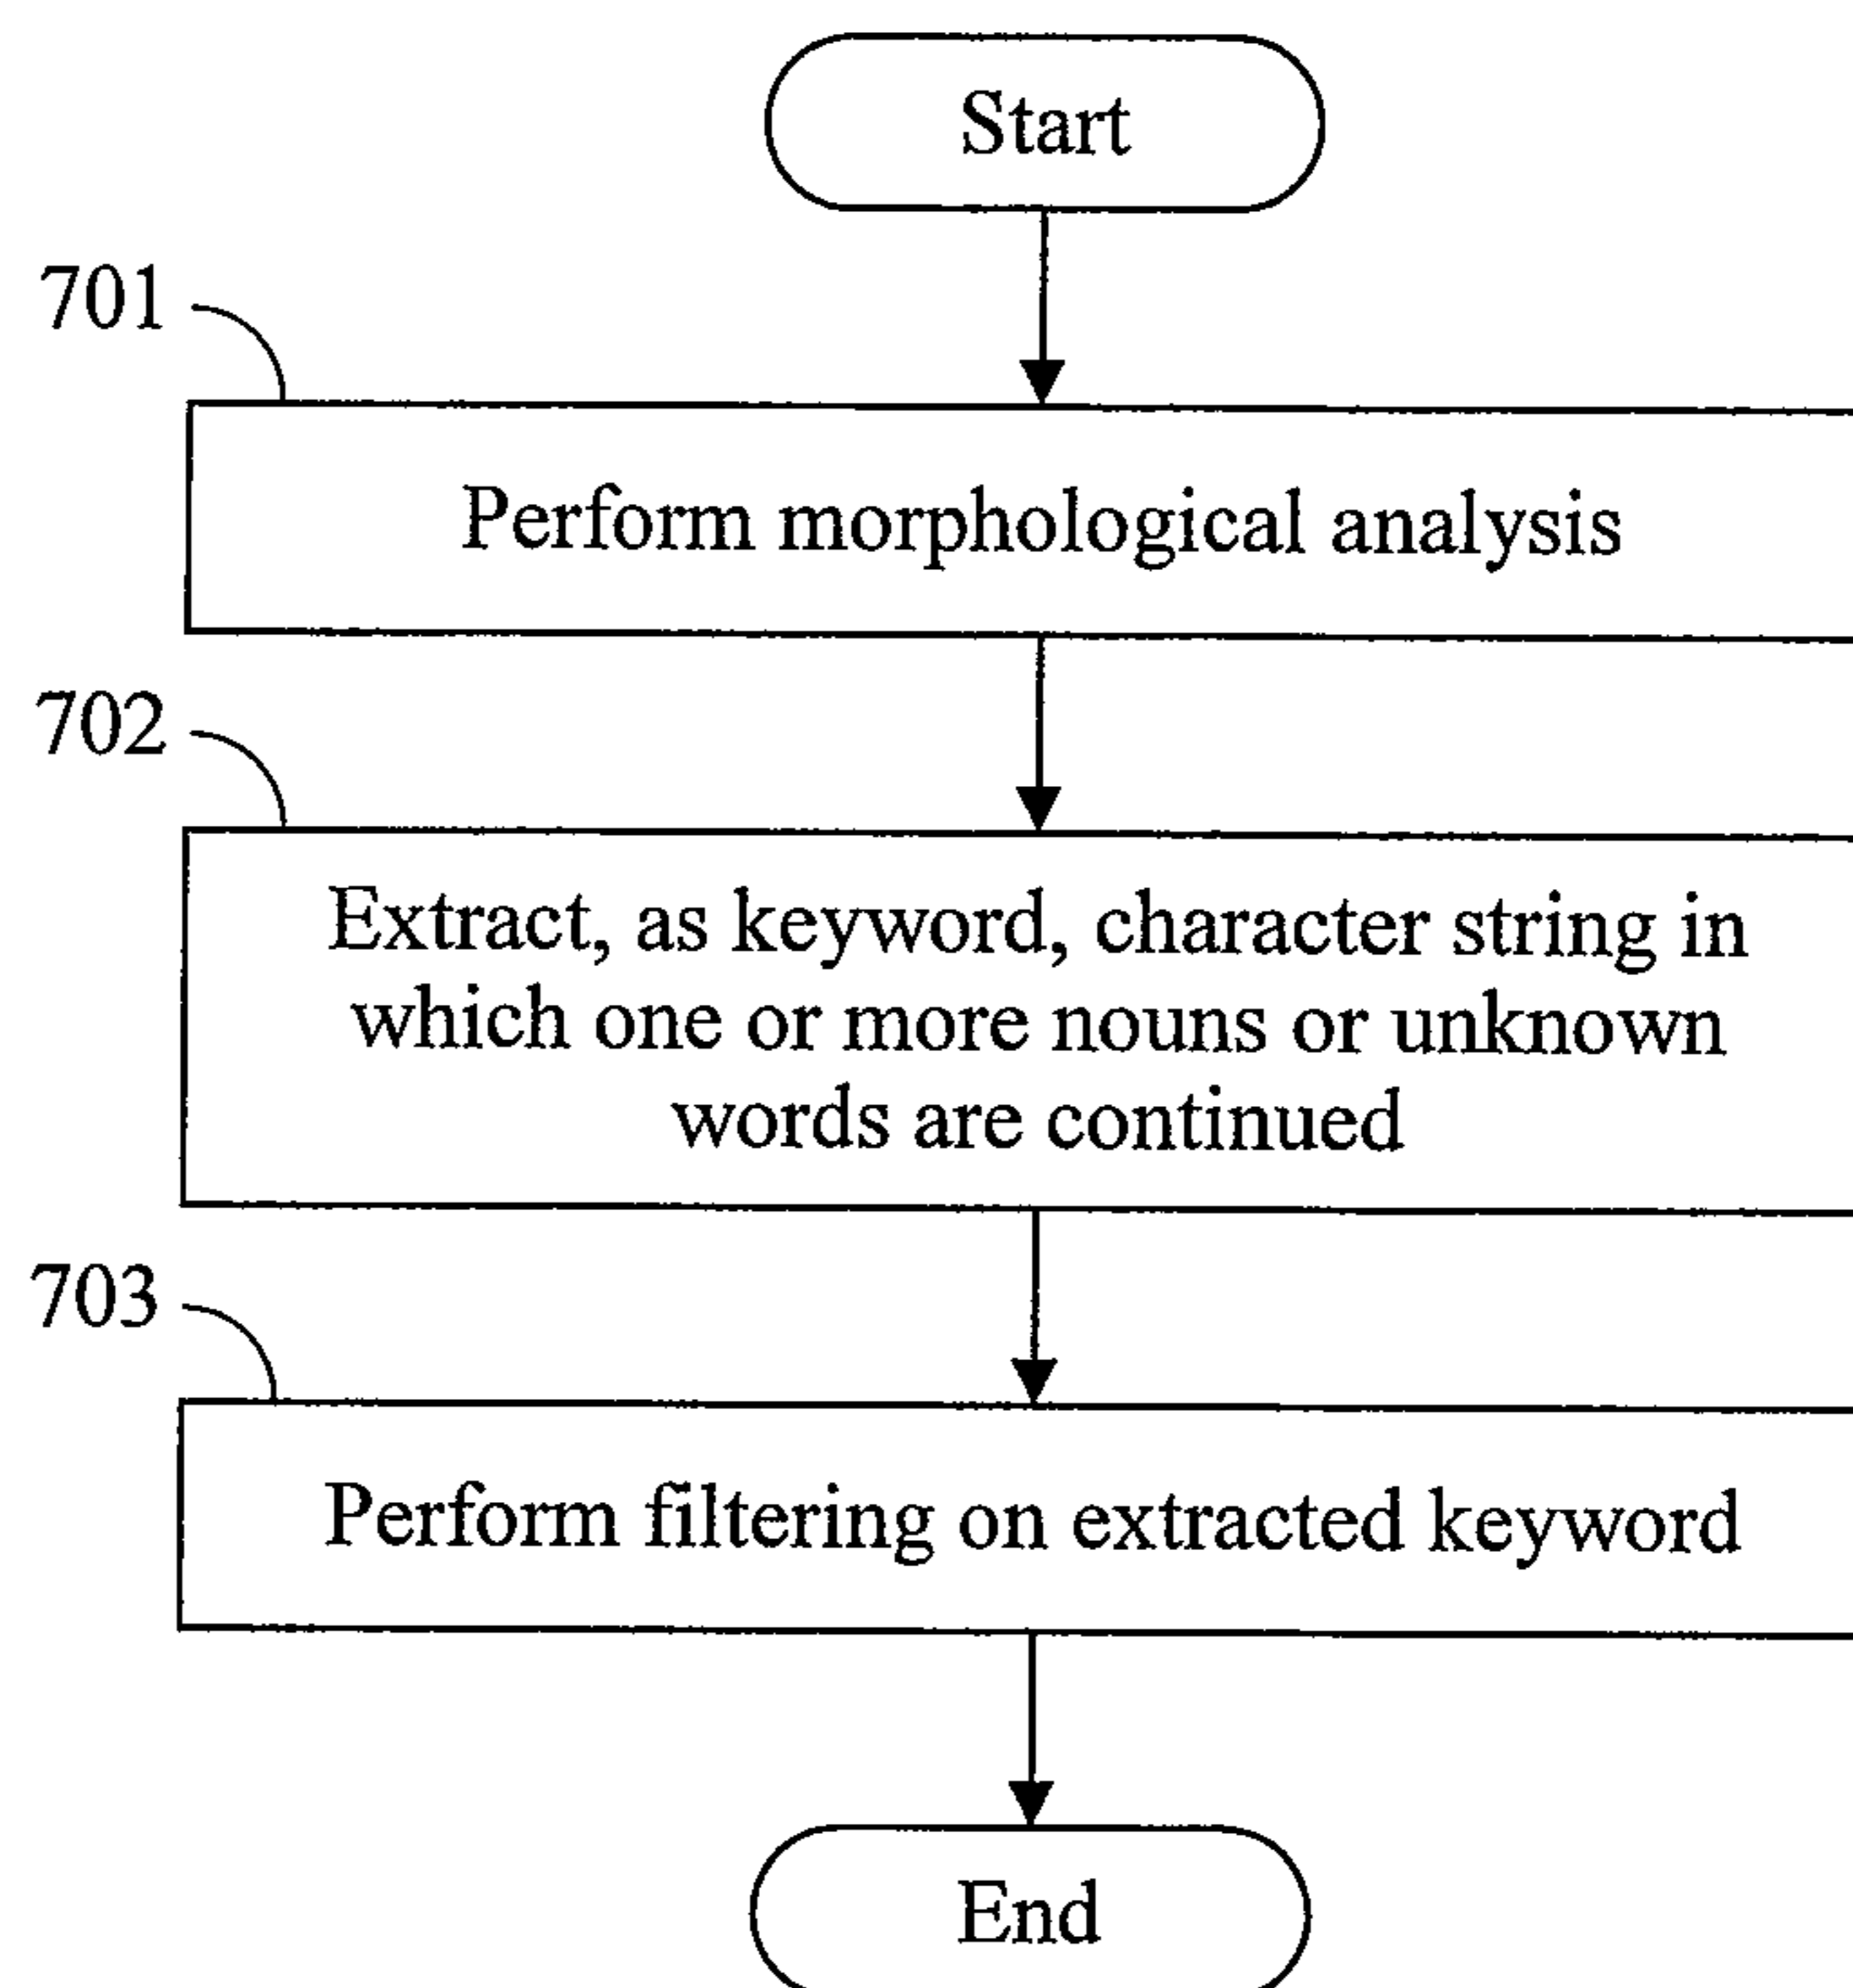 Start
701
Perform morphological analysis
702
Extract, as keyword, character string in
which one or more nouns or unknown
words are continued
703
Perform filtering on extracted keyword
End